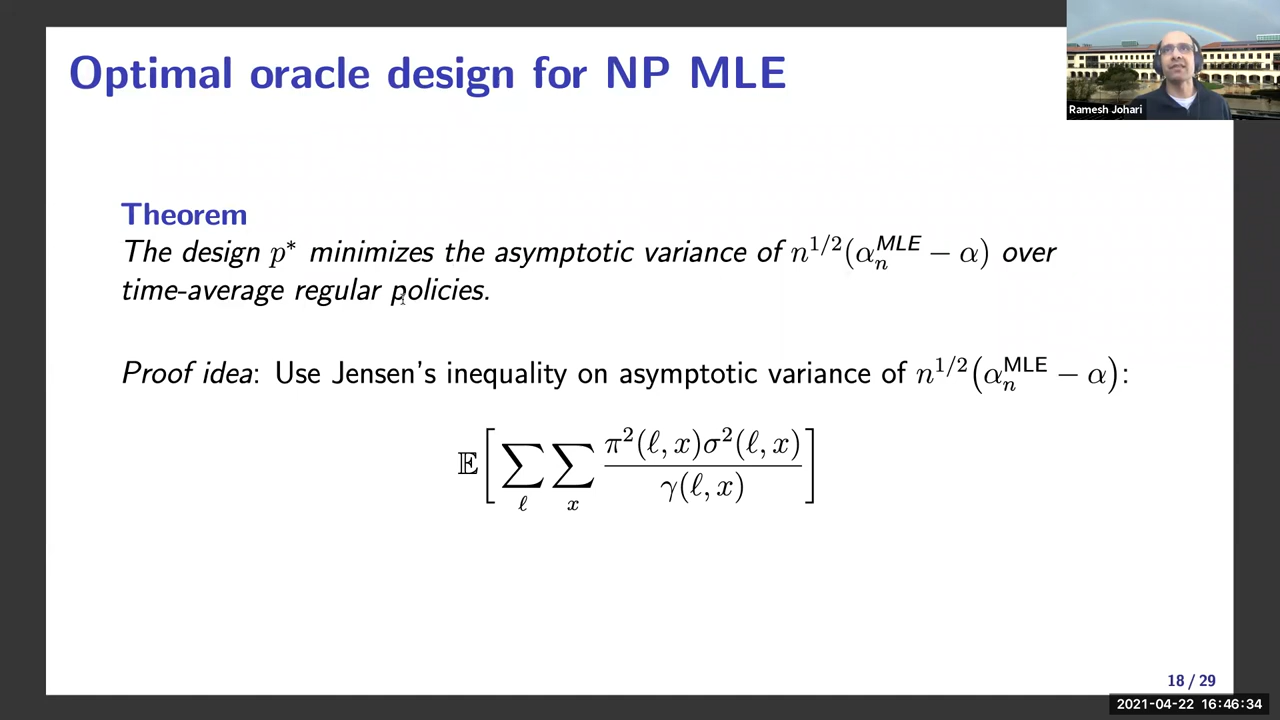 Optimal oracle design for NP MLE
Ramesh Johari
Theorem
The design p* minimizes the asymptotic variance of n^{1/2}(α_n^{MLE} − α) over
time-average regular policies.
Proof idea: Use Jensen's inequality on asymptotic variance of n^{1/2}(α_n^{MLE} − α):
𝔼[∑_ℓ ∑_x π²(ℓ, x)σ²(ℓ, x) / γ(ℓ, x)]
18 / 29
2021-04-22 16:46:34